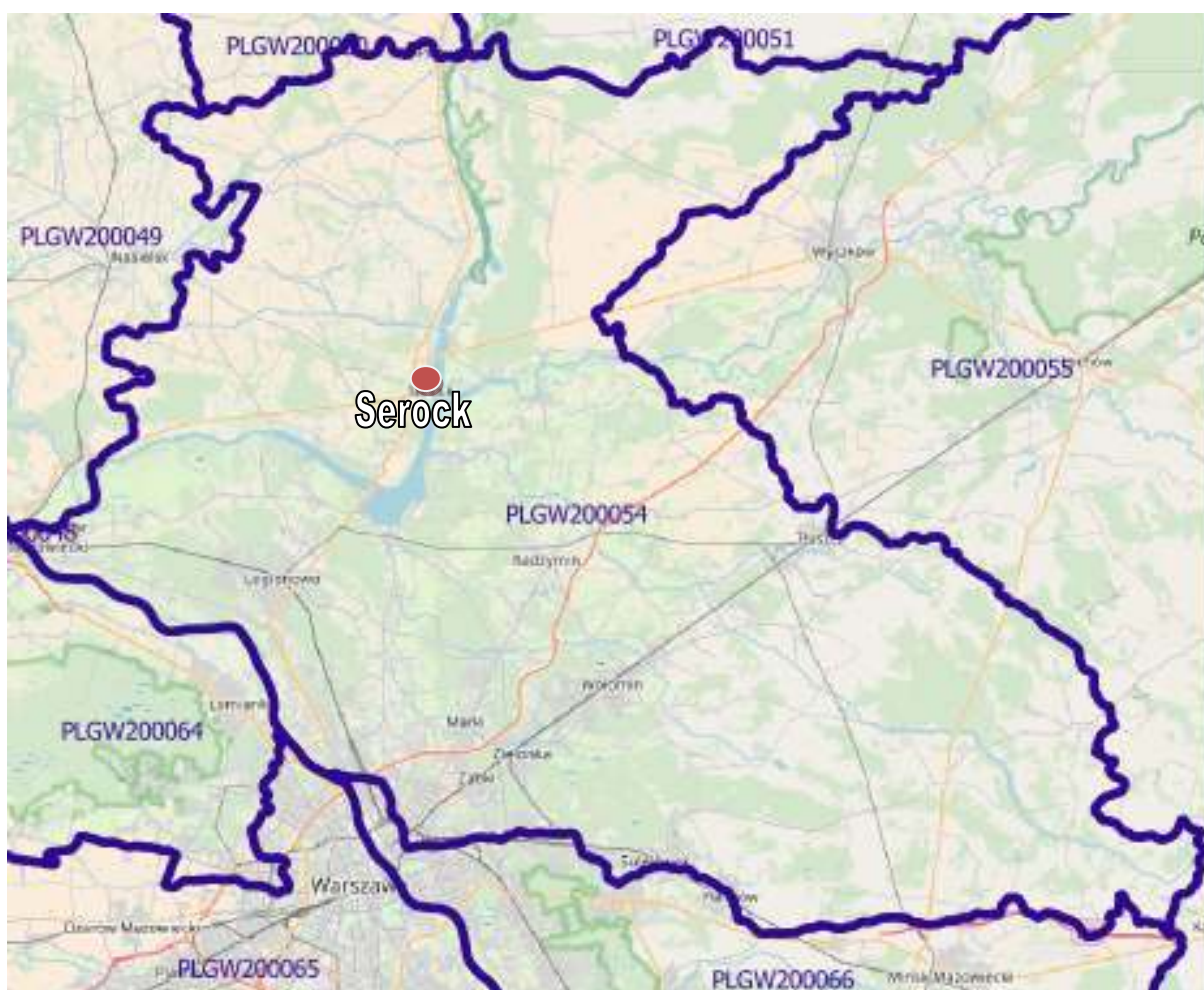 PLGW200051
PLGW200049
Nasielsk
Wyszków
PLGW200055
Serock
PLGW200054
Radzymin
Legionowo
Wołomin
Łomianki
PLGW200064
Marki
Zielonka
Ząbki
Sulejówek
Warszawa
Halinów
Ożarów Mazowiecki
PLGW200065
PLGW200066
Mińsk Mazowiecki